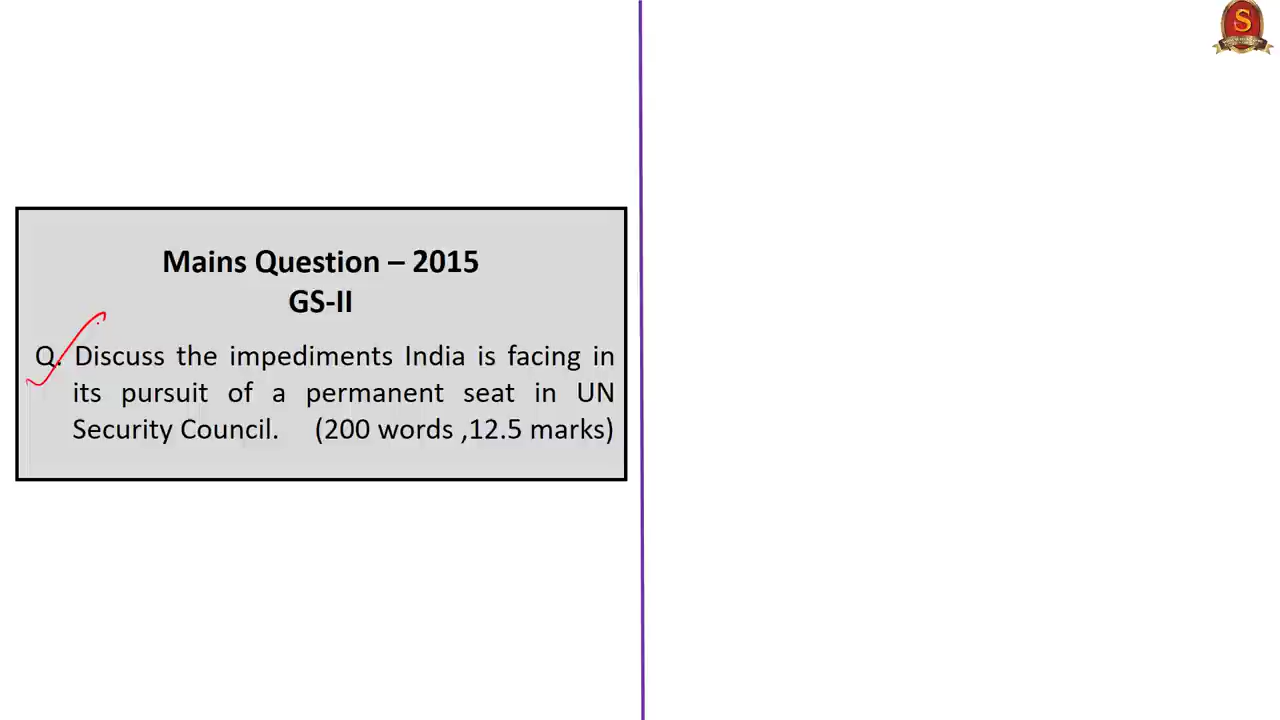 S
Mains Question – 2015
GS-II
Q. Discuss the impediments India is facing in
its pursuit of a permanent seat in UN
Security Council. (200 words ,12.5 marks)